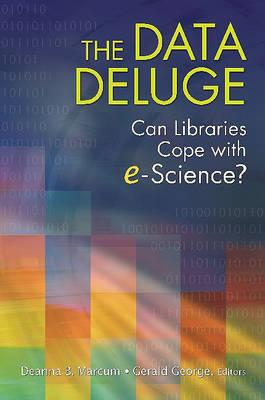 THE DATA
DELUGE
Can Libraries
Cope with
e-Science?
Deanna B. Marcum • Gerald George, Editors